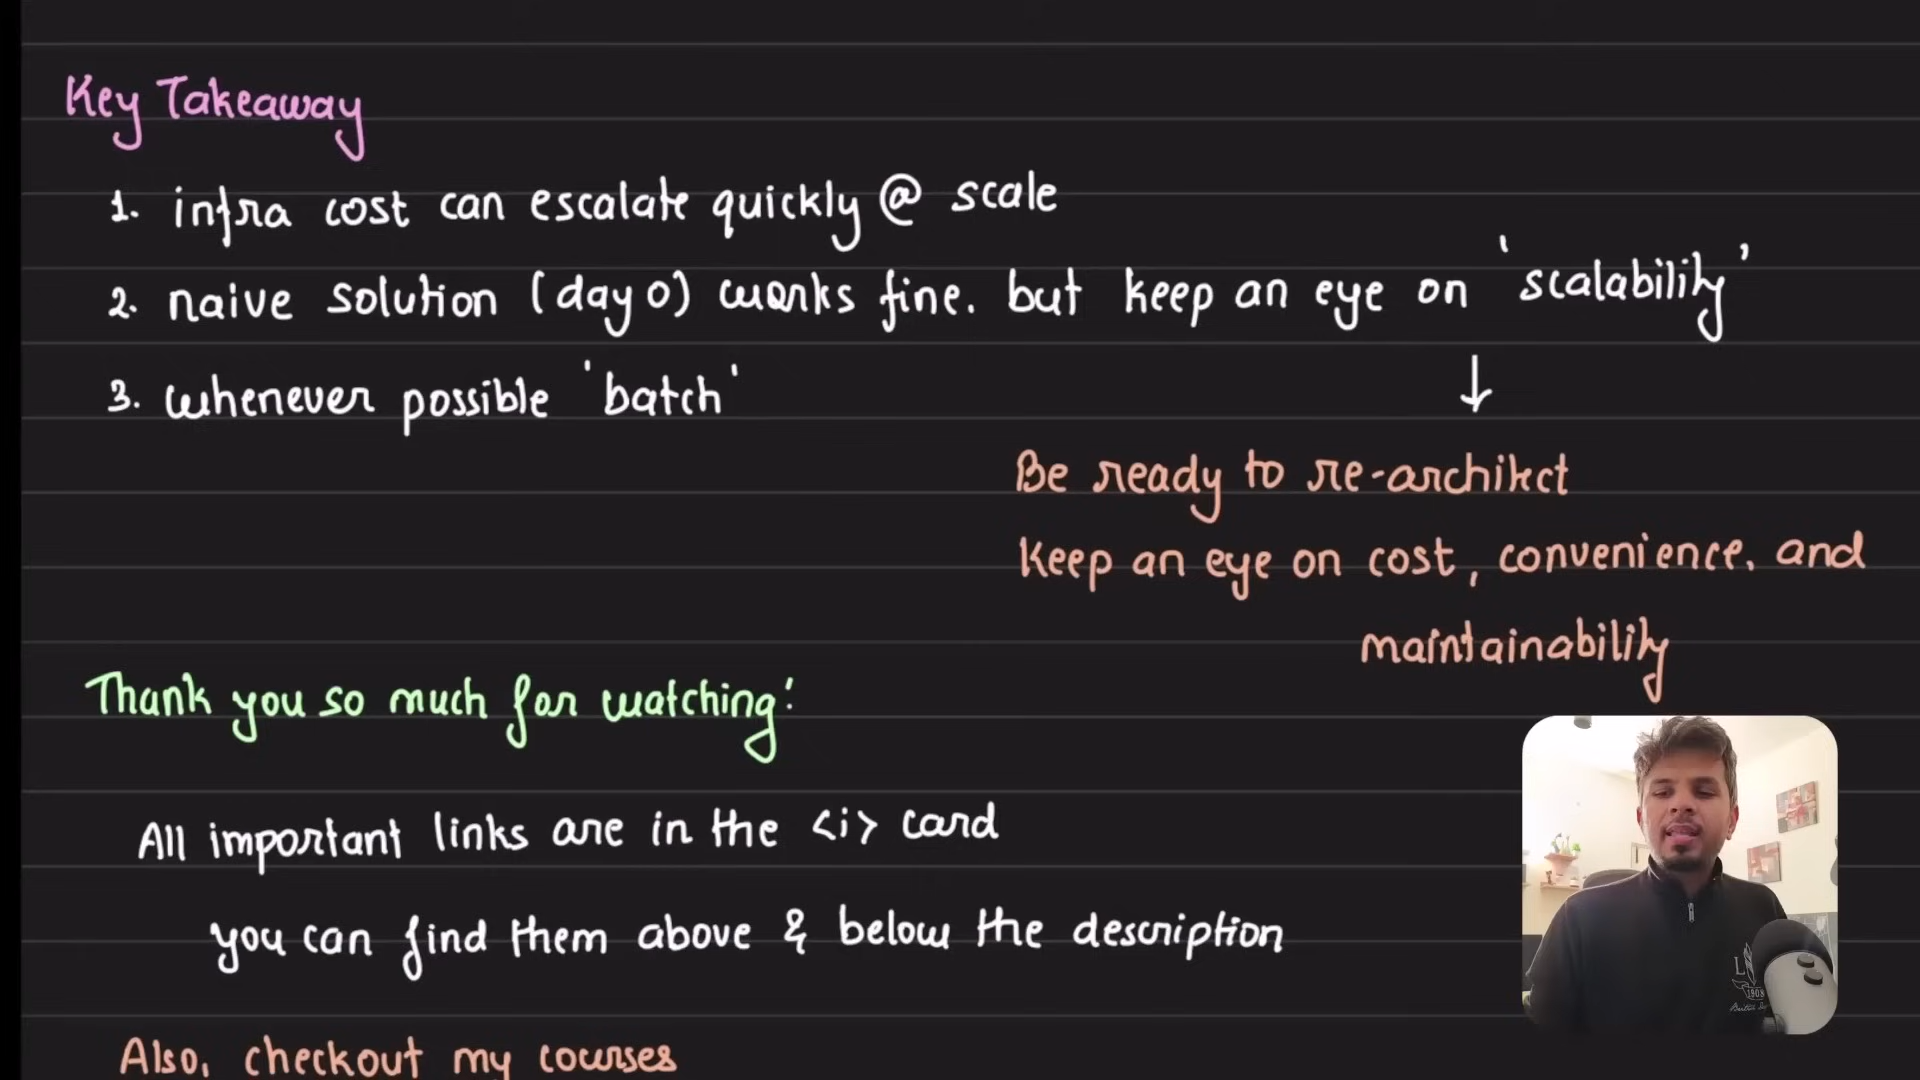 Key Takeaway
1. infra cost can escalate quickly @ scale
2. naive solution (day 0) works fine. but keep an eye on 'scalability'
3. whenever possible 'batch'
↓
Be ready to re-architect
Keep an eye on cost, convenience. and
maintainability
Thank you so much for watching!
All important links are in the <i> card
you can find them above & below the description
Also, checkout my courses
L
1908